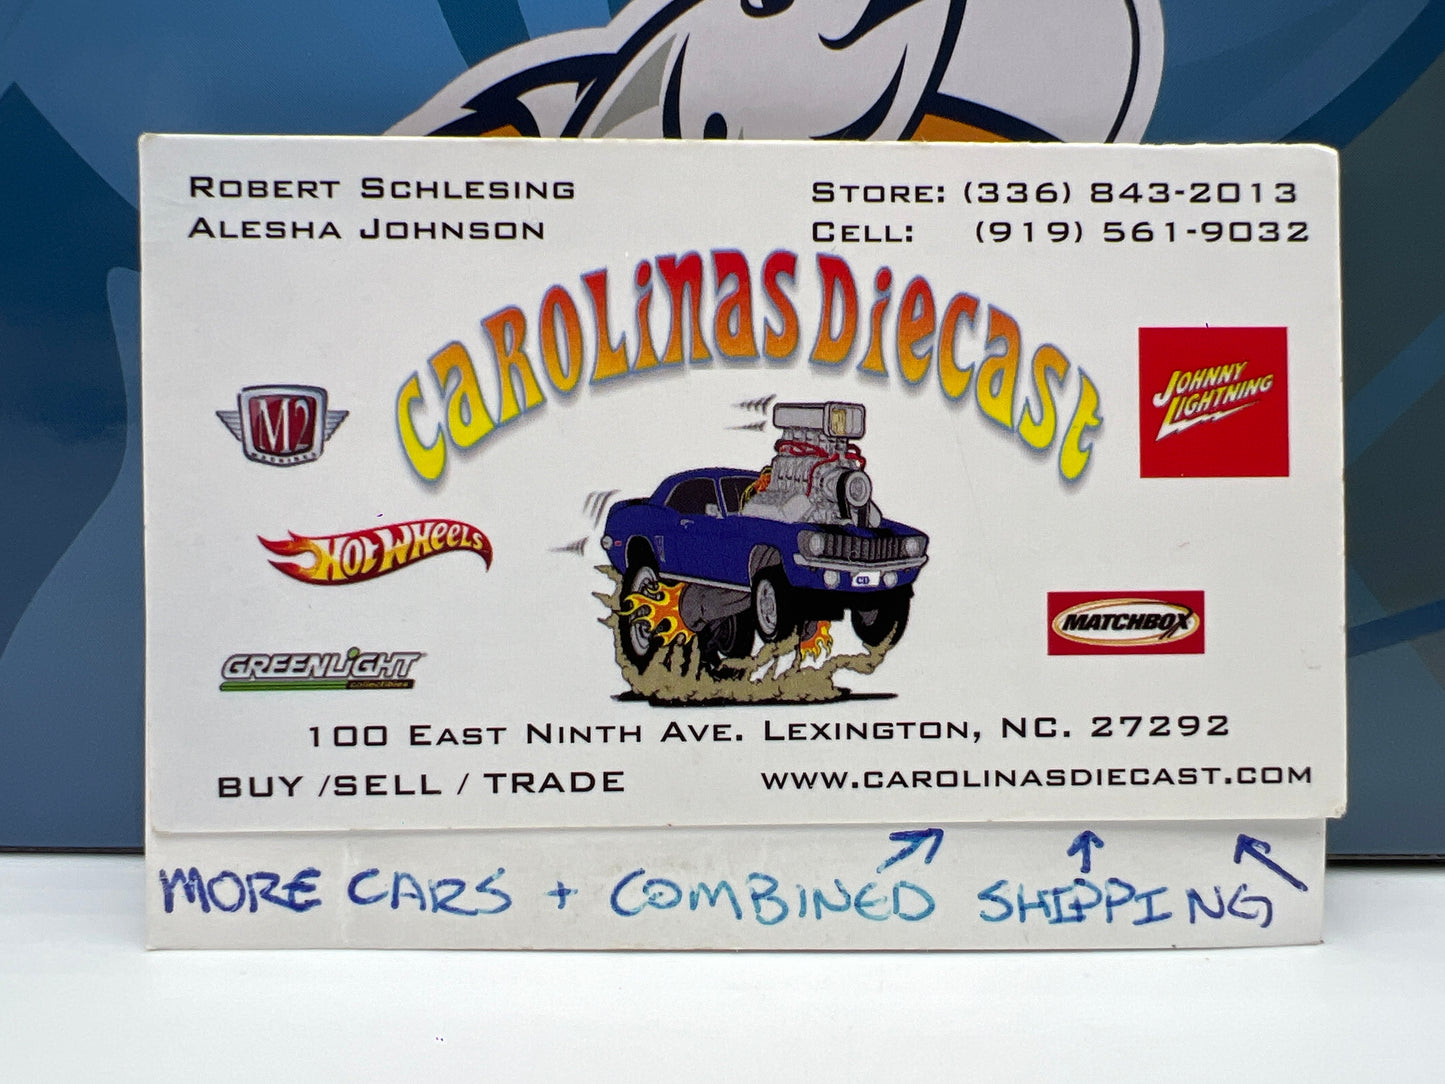 ROBERT SCHLESING
ALESHA JOHNSON
STORE: (336) 843-2013
CELL: (919) 561-9032
CAROLINAS DIECAST
M2
MACHINES
JOHNNY
LIGHTNING
HOT WHEELS
CD
MATCHBOX
GREENLIGHT
collectibles
100 EAST NINTH AVE. LEXINGTON, NC. 27292
BUY /SELL / TRADE
WWW.CAROLINASDIECAST.COM
MORE CARS + COMBINED SHIPPING